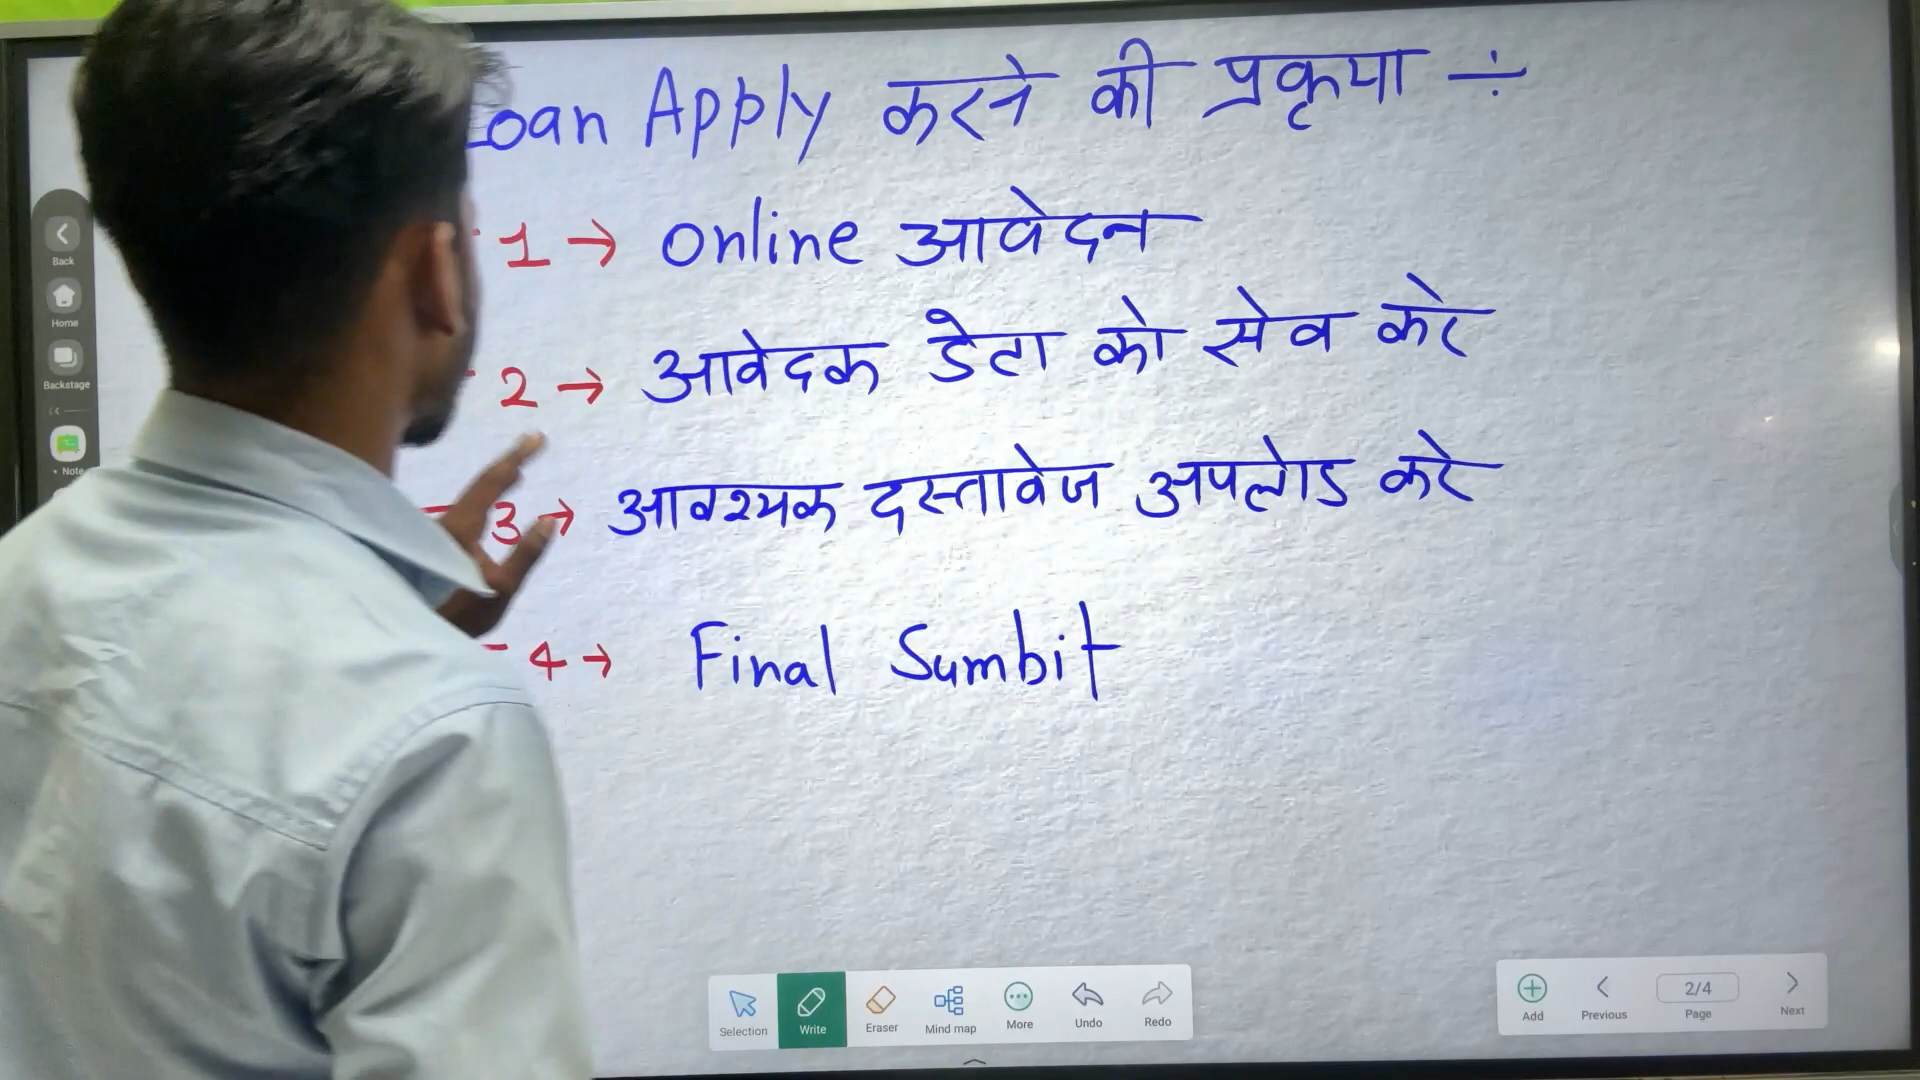 Loan Apply करने की प्रकृया ÷
1 → online आवेदन
2 → आवेदक डेटा को सेव करे
3 → आवश्यक दस्तावेज अपलोड करे
4 → Final Sumbit
Back
Home
Backstage
+ Note
Selection
Write
Eraser
Mind map
More
Undo
Redo
Add
Previous
2/4
Page
Next